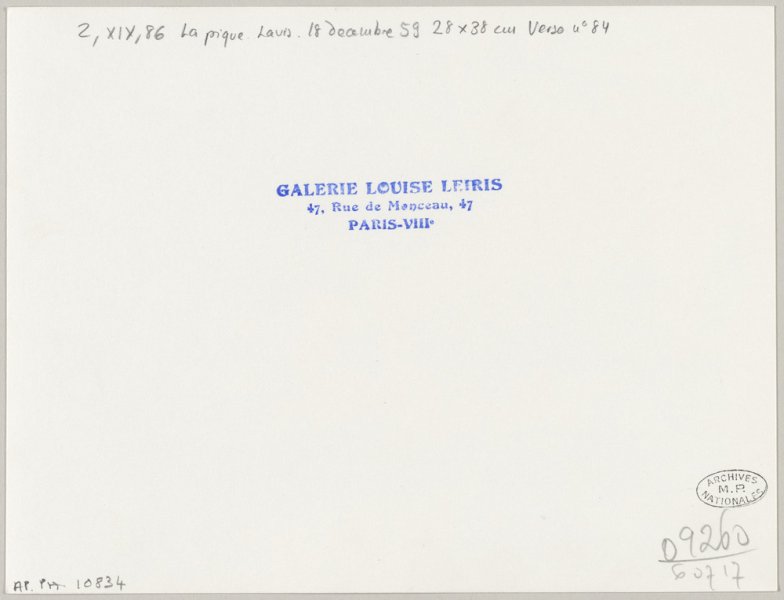 2, XIX, 86 La pique. Lavis. 18 decembre 59 28 x 38 cm Verso n° 84
GALERIE LOUISE LEIRIS
47, Rue de Monceau, 47
PARIS-VIIIe
ARCHIVES
M.P.
NATIONALES
09260
60717
AP. PH. 10834